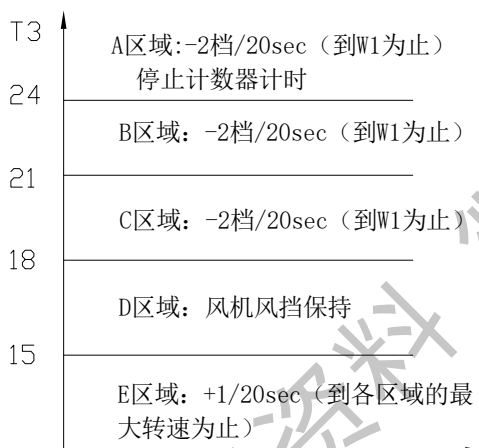 T3
A区域:-2档/20sec（到W1为止）
停止计数器计时
24
B区域：-2档/20sec（到W1为止）
21
C区域：-2档/20sec（到W1为止）
18
D区域：风机风挡保持
15
E区域：+1/20sec（到各区域的最
大转速为止）
资料